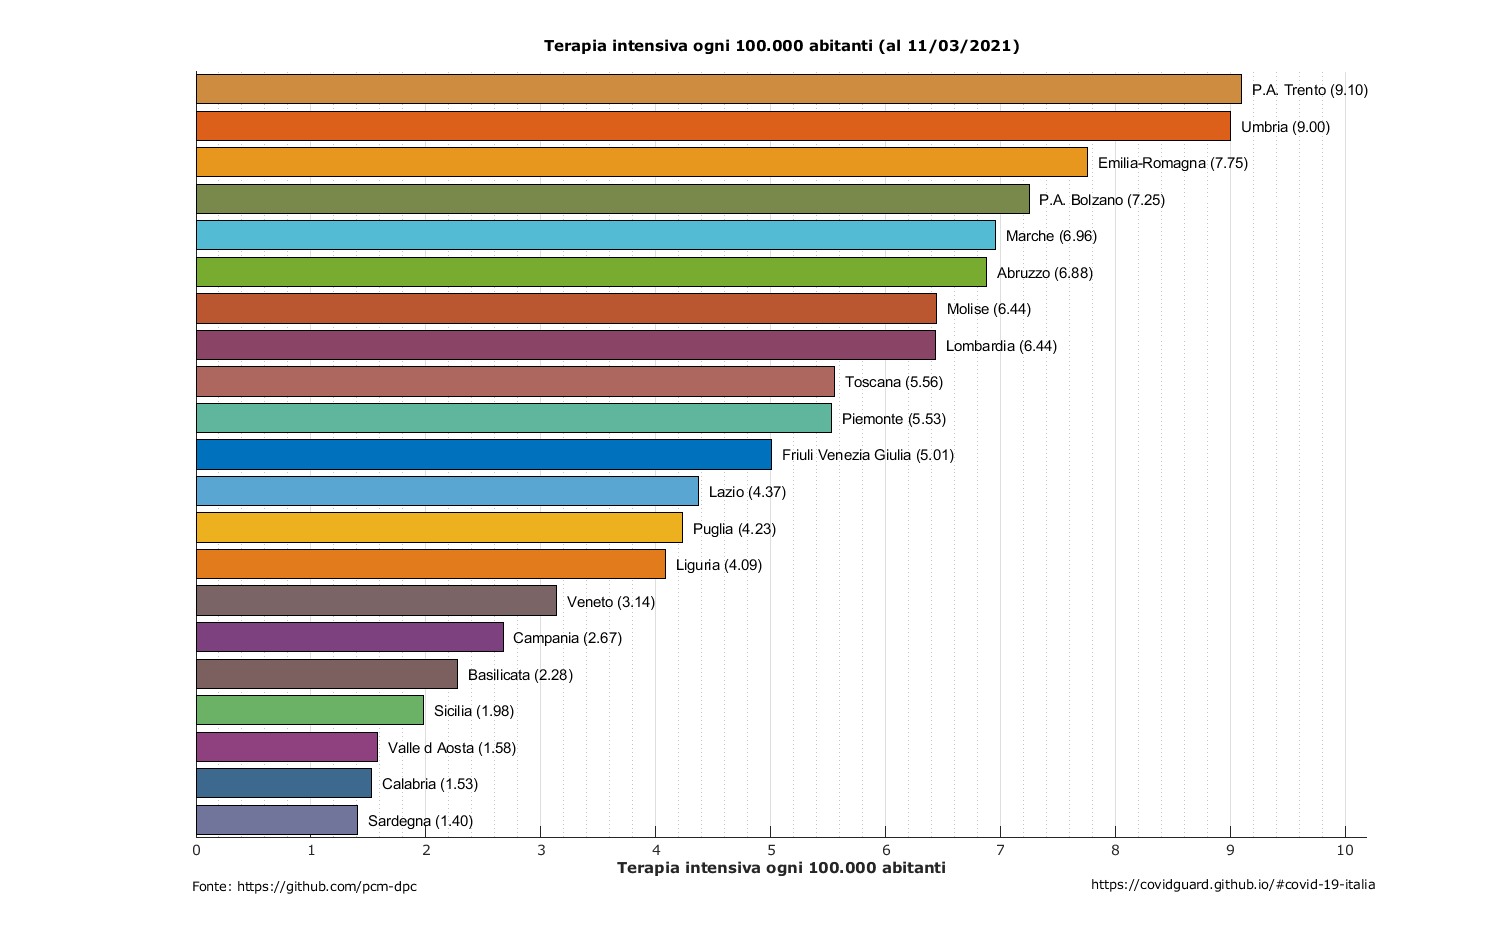 Terapia intensiva ogni 100.000 abitanti (al 11/03/2021)
P.A. Trento (9.10)
Umbria (9.00)
Emilia-Romagna (7.75)
P.A. Bolzano (7.25)
Marche (6.96)
Abruzzo (6.88)
Molise (6.44)
Lombardia (6.44)
Toscana (5.56)
Piemonte (5.53)
Friuli Venezia Giulia (5.01)
Lazio (4.37)
Puglia (4.23)
Liguria (4.09)
Veneto (3.14)
Campania (2.67)
Basilicata (2.28)
Sicilia (1.98)
Valle d Aosta (1.58)
Calabria (1.53)
Sardegna (1.40)
0 1 2 3 4 5 6 7 8 9 10
Terapia intensiva ogni 100.000 abitanti
Fonte: https://github.com/pcm-dpc
https://covidguard.github.io/#covid-19-italia